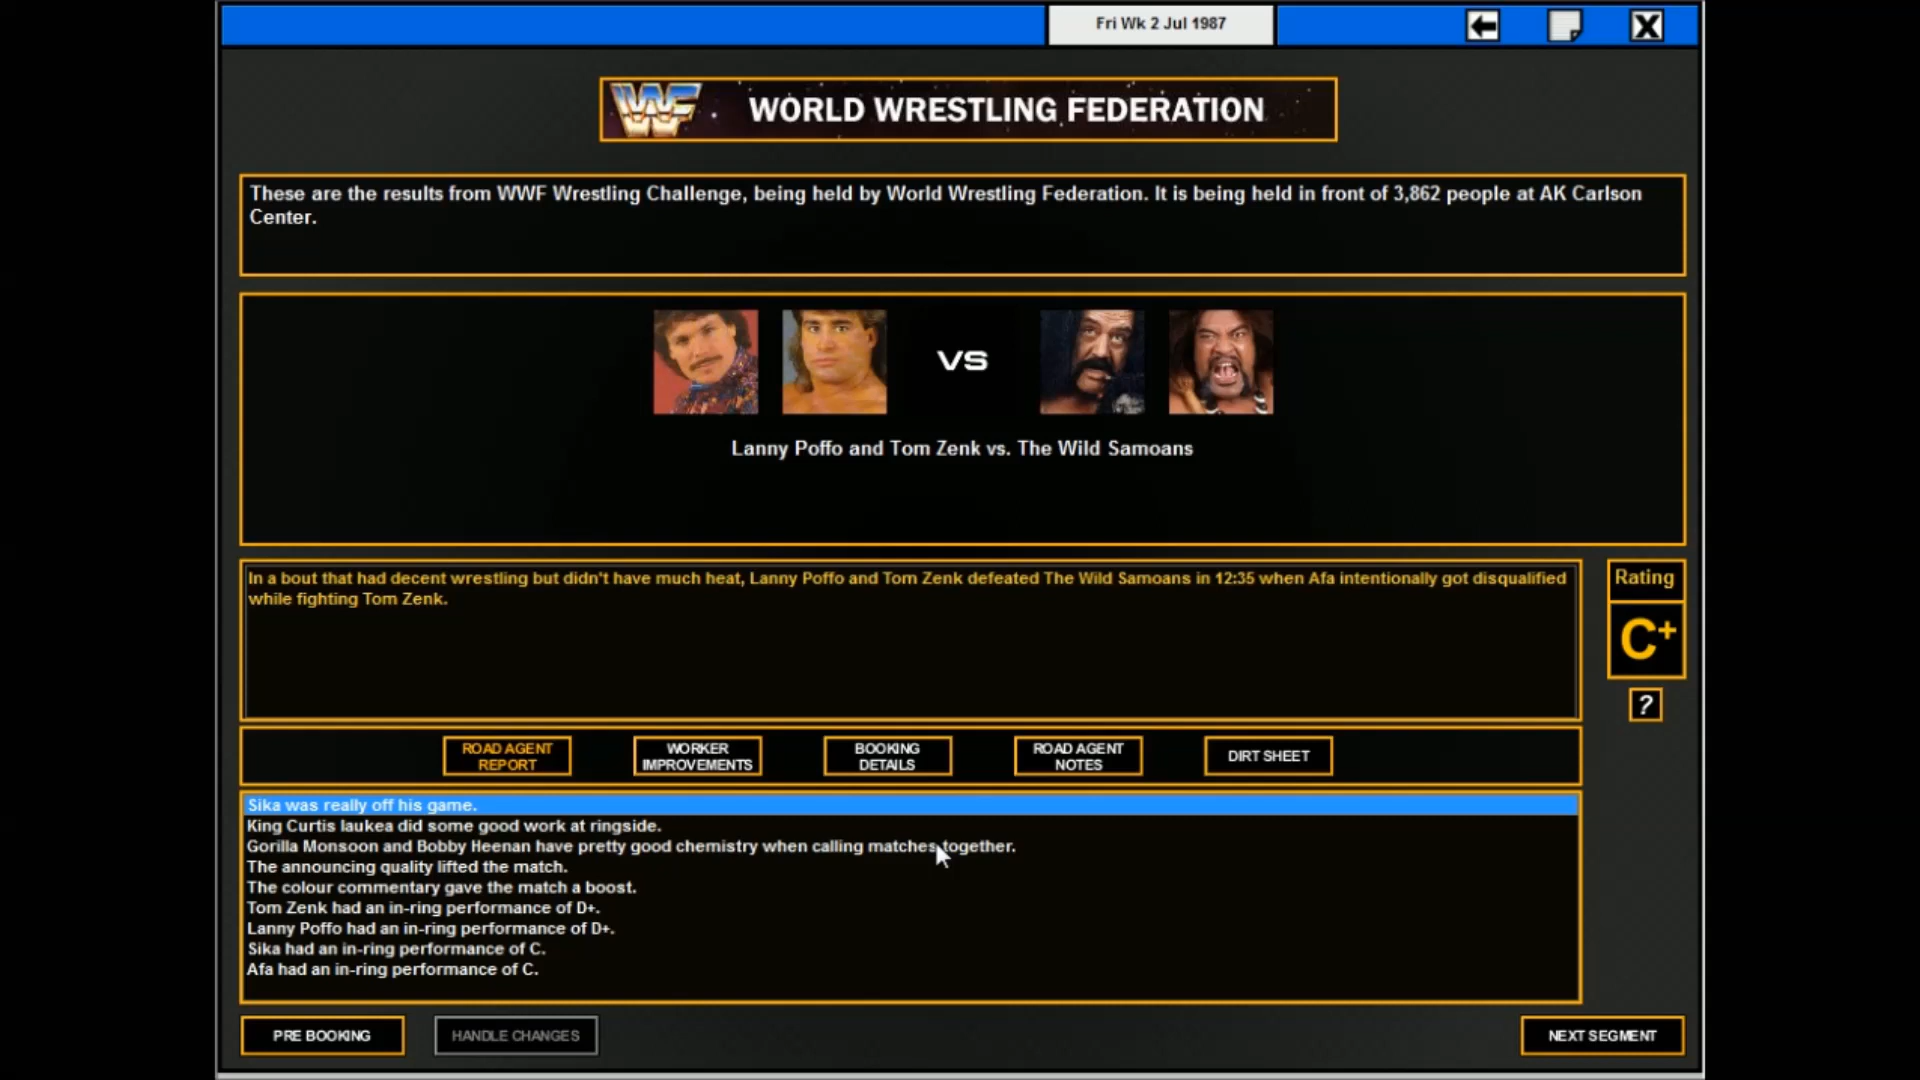 Fri Wk 2 Jul 1987
WWF
WORLD WRESTLING FEDERATION
These are the results from WWF Wrestling Challenge, being held by World Wrestling Federation. It is being held in front of 3,862 people at AK Carlson
Center.
VS
Lanny Poffo and Tom Zenk vs. The Wild Samoans
In a bout that had decent wrestling but didn't have much heat, Lanny Poffo and Tom Zenk defeated The Wild Samoans in 12:35 when Afa intentionally got disqualified
while fighting Tom Zenk.
Rating
C+
?
ROAD AGENT
REPORT
WORKER
IMPROVEMENTS
BOOKING
DETAILS
ROAD AGENT
NOTES
DIRT SHEET
Sika was really off his game.
King Curtis Iaukea did some good work at ringside.
Gorilla Monsoon and Bobby Heenan have pretty good chemistry when calling matches together.
The announcing quality lifted the match.
The colour commentary gave the match a boost.
Tom Zenk had an in-ring performance of D+.
Lanny Poffo had an in-ring performance of D+.
Sika had an in-ring performance of C.
Afa had an in-ring performance of C.
PRE BOOKING
HANDLE CHANGES
NEXT SEGMENT